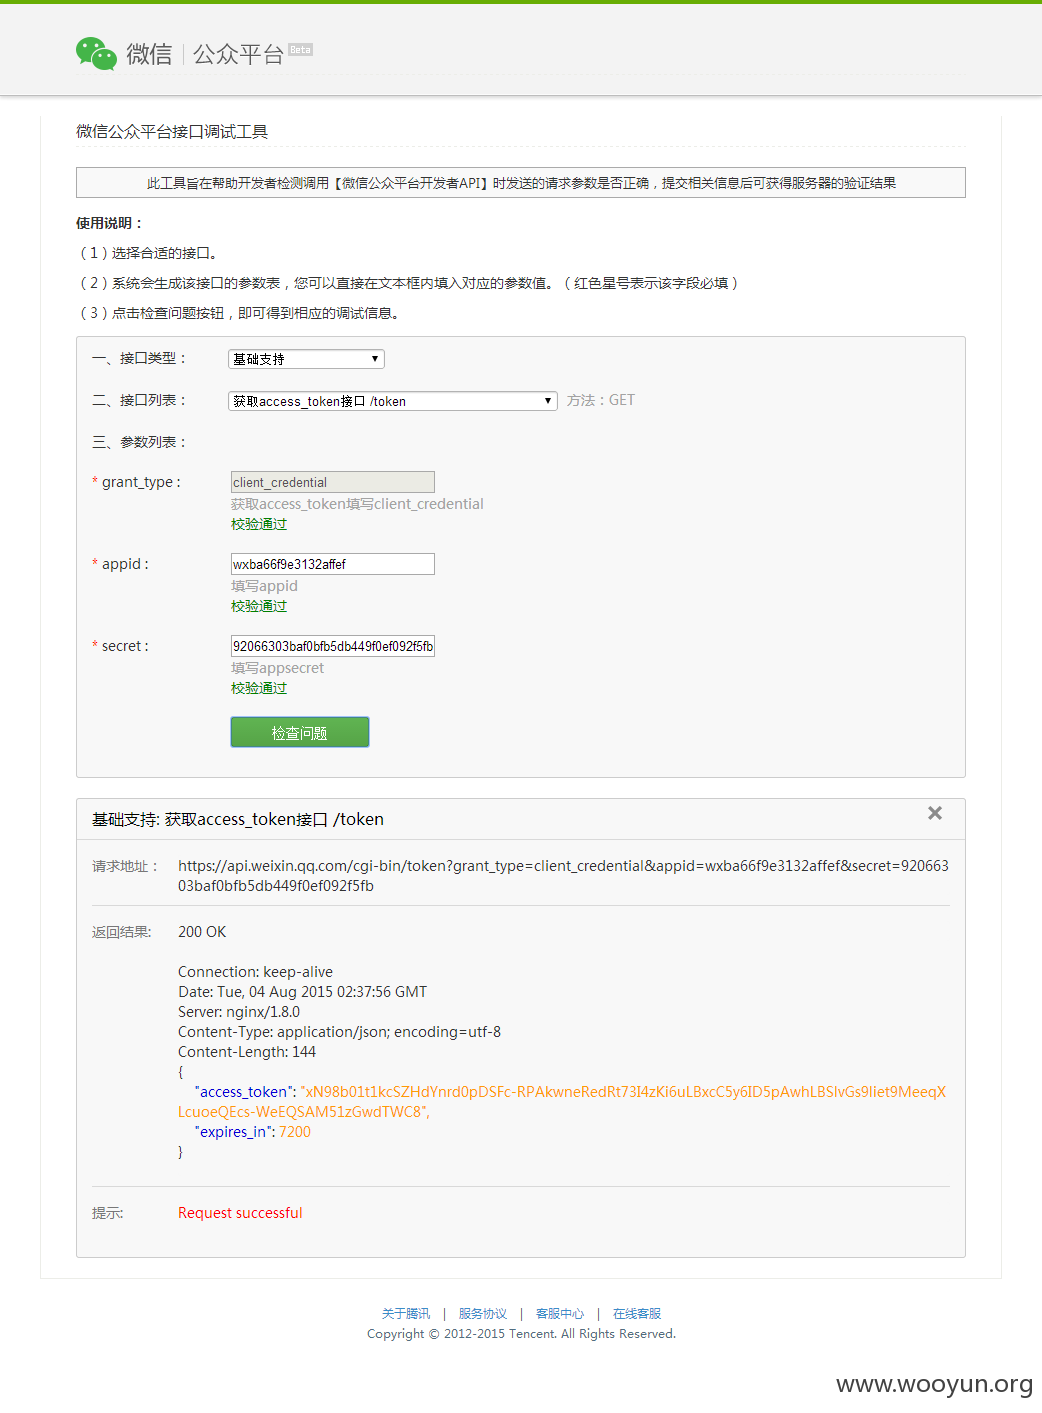 微信 | 公众平台 Beta
微信公众平台接口调试工具
此工具旨在帮助开发者检测调用【微信公众平台开发者API】时发送的请求参数是否正确，提交相关信息后可获得服务器的验证结果
使用说明：
（1）选择合适的接口。
（2）系统会生成该接口的参数表，您可以直接在文本框内填入对应的参数值。（红色星号表示该字段必填）
（3）点击检查问题按钮，即可得到相应的调试信息。
一、接口类型： 基础支持
二、接口列表： 获取access_token接口 /token 方法：GET
三、参数列表：
* grant_type : client_credential
获取access_token填写client_credential
校验通过
* appid : wxba66f9e3132affef
填写appid
校验通过
* secret : 92066303baf0bfb5db449f0ef092f5fb
填写appsecret
校验通过
检查问题
基础支持: 获取access_token接口 /token
请求地址： https://api.weixin.qq.com/cgi-bin/token?grant_type=client_credential&appid=wxba66f9e3132affef&secret=920663
03baf0bfb5db449f0ef092f5fb
返回结果: 200 OK
Connection: keep-alive
Date: Tue, 04 Aug 2015 02:37:56 GMT
Server: nginx/1.8.0
Content-Type: application/json; encoding=utf-8
Content-Length: 144
{
"access_token": "xN98b01t1kcSZHdYnrd0pDSFc-RPAkwneRedRt73I4zKi6uLBxcC5y6ID5pAwhLBSlvGs9Iiet9MeeqX
LcuoeQEcs-WeEQSAM51zGwdTWC8",
"expires_in": 7200
}
提示: Request successful
关于腾讯 | 服务协议 | 客服中心 | 在线客服
Copyright © 2012-2015 Tencent. All Rights Reserved.
www.wooyun.org